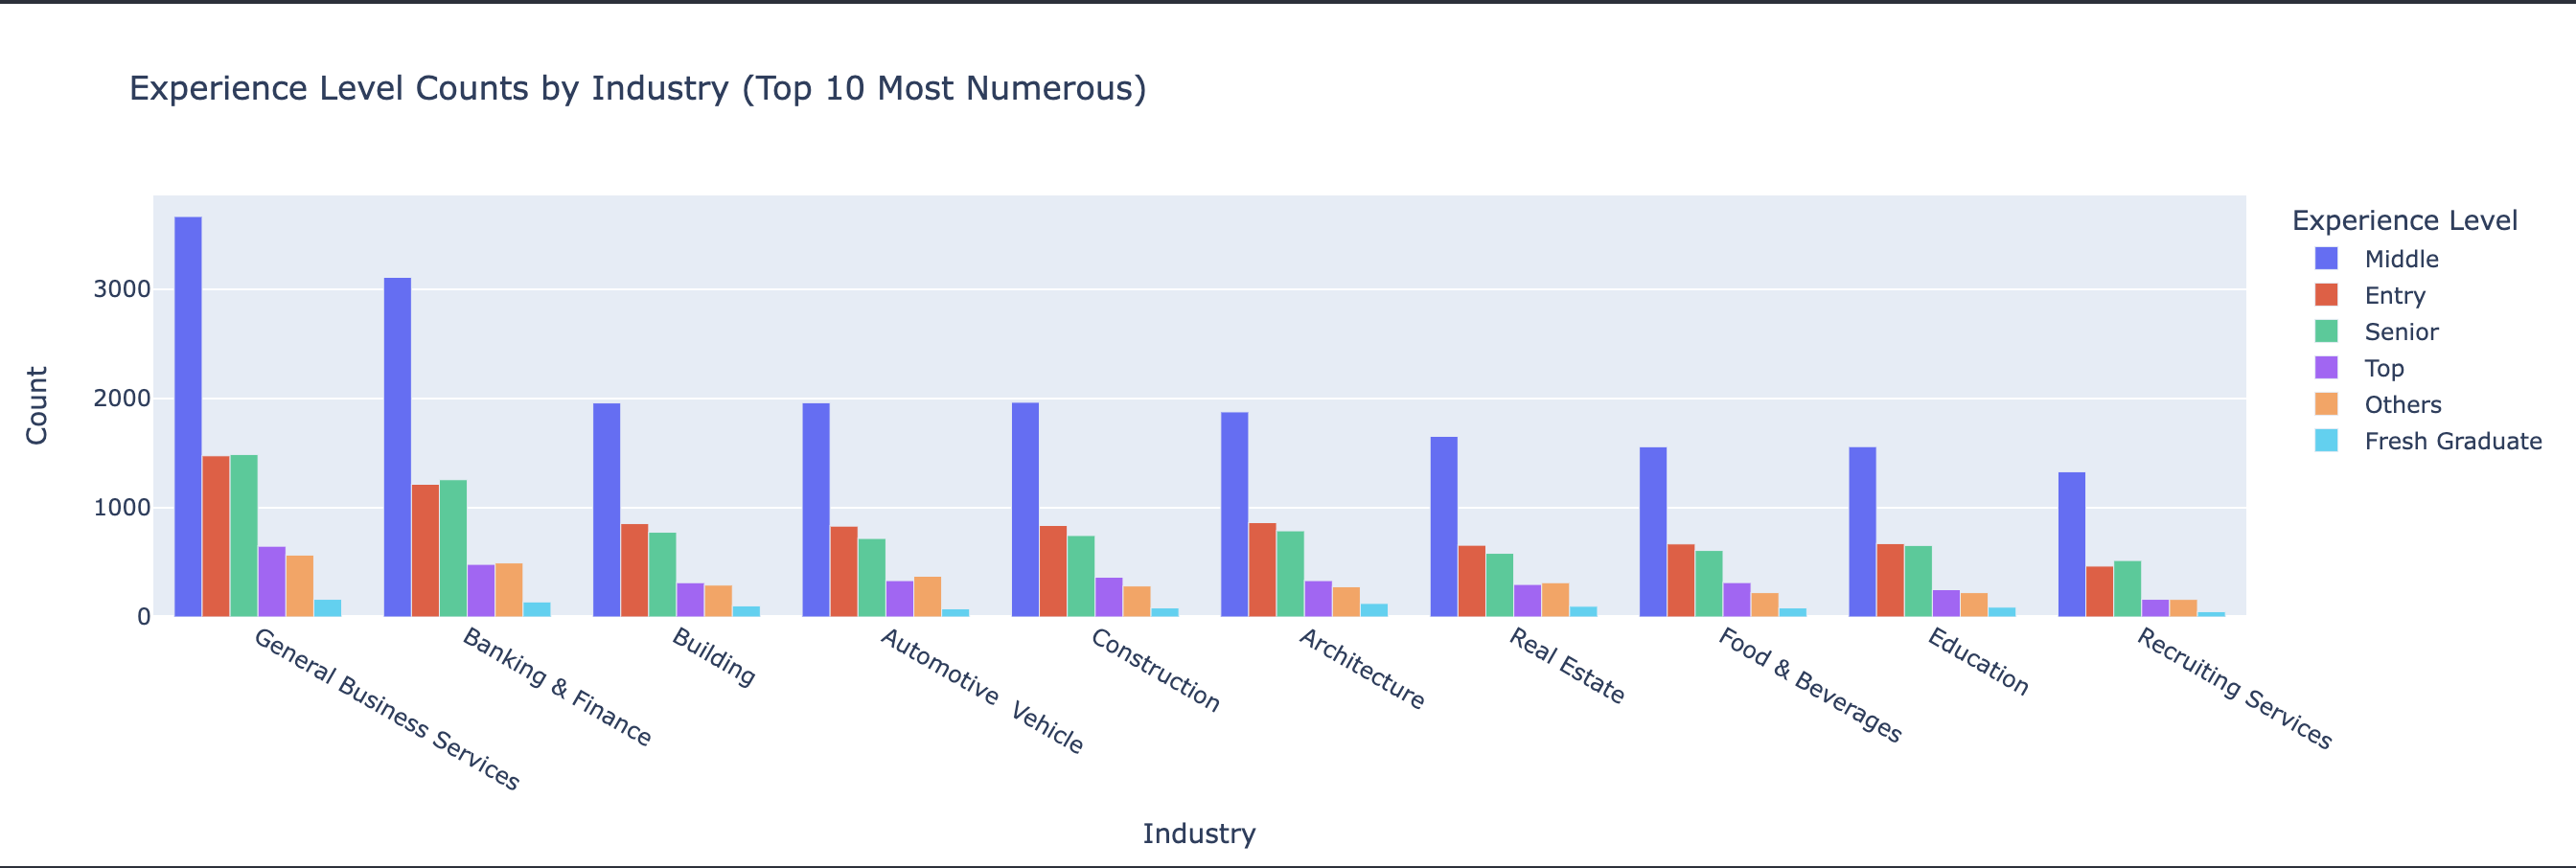 Experience Level Counts by Industry (Top 10 Most Numerous)
Experience Level
Middle
Entry
Senior
Top
Others
Fresh Graduate
Count
3000
2000
1000
0
General Business Services
Banking & Finance
Building
Automotive  Vehicle
Construction
Architecture
Real Estate
Food & Beverages
Education
Recruiting Services
Industry